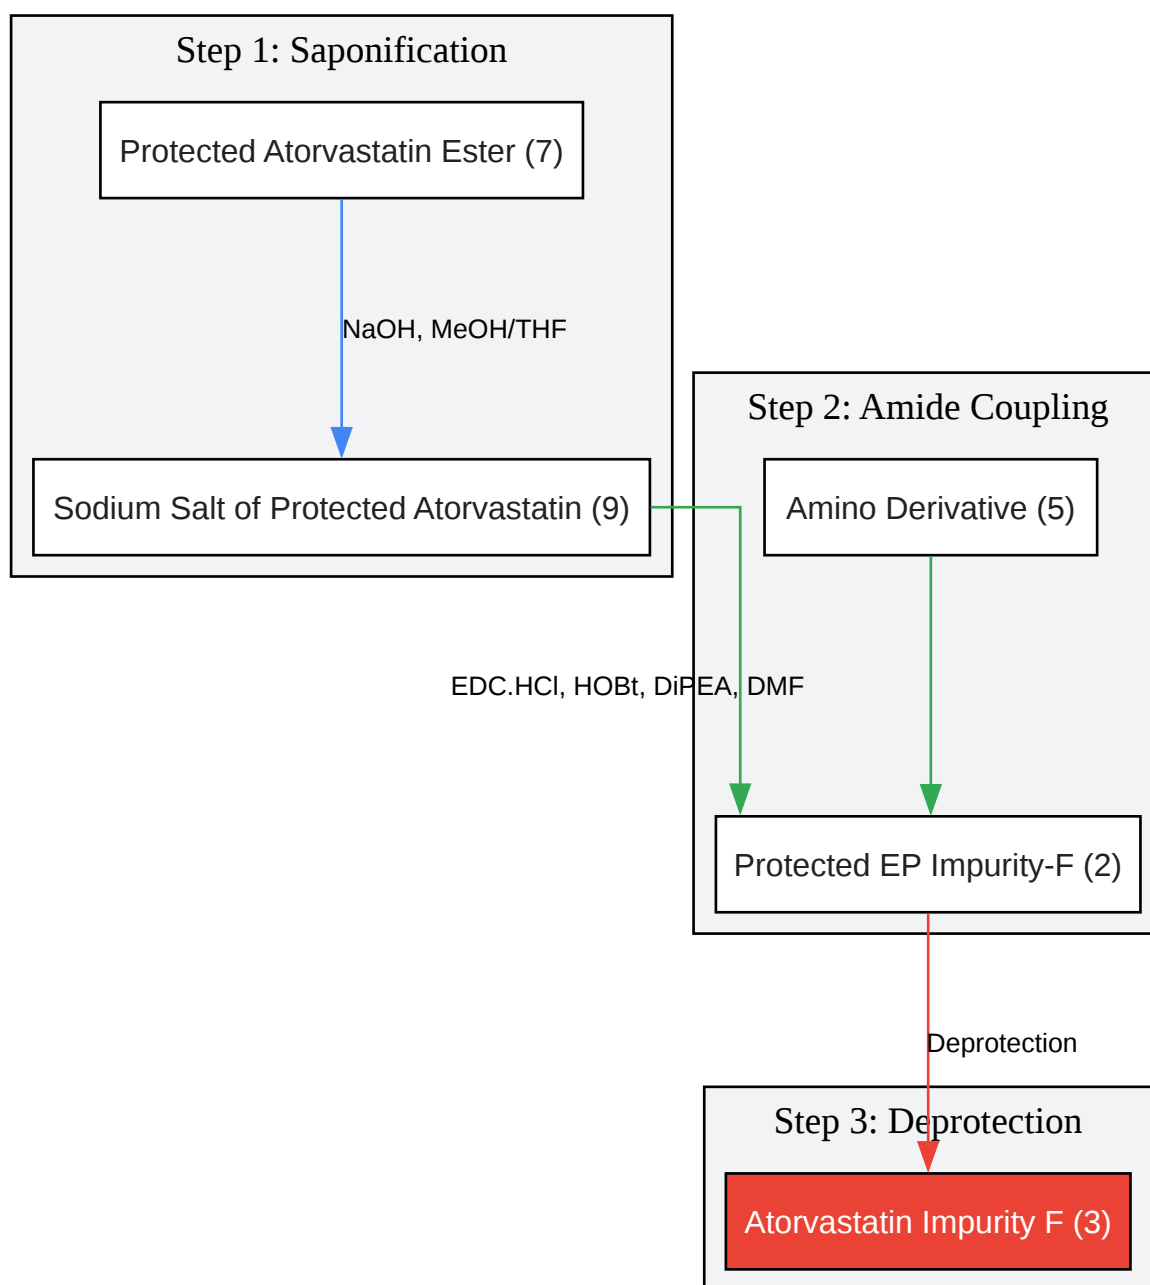 Step 1: Saponification
Protected Atorvastatin Ester (7)
NaOH, MeOH/THF
Sodium Salt of Protected Atorvastatin (9)
Step 2: Amide Coupling
Amino Derivative (5)
EDC.HCl, HOBt, DiPEA, DMF
Protected EP Impurity-F (2)
Deprotection
Step 3: Deprotection
Atorvastatin Impurity F (3)